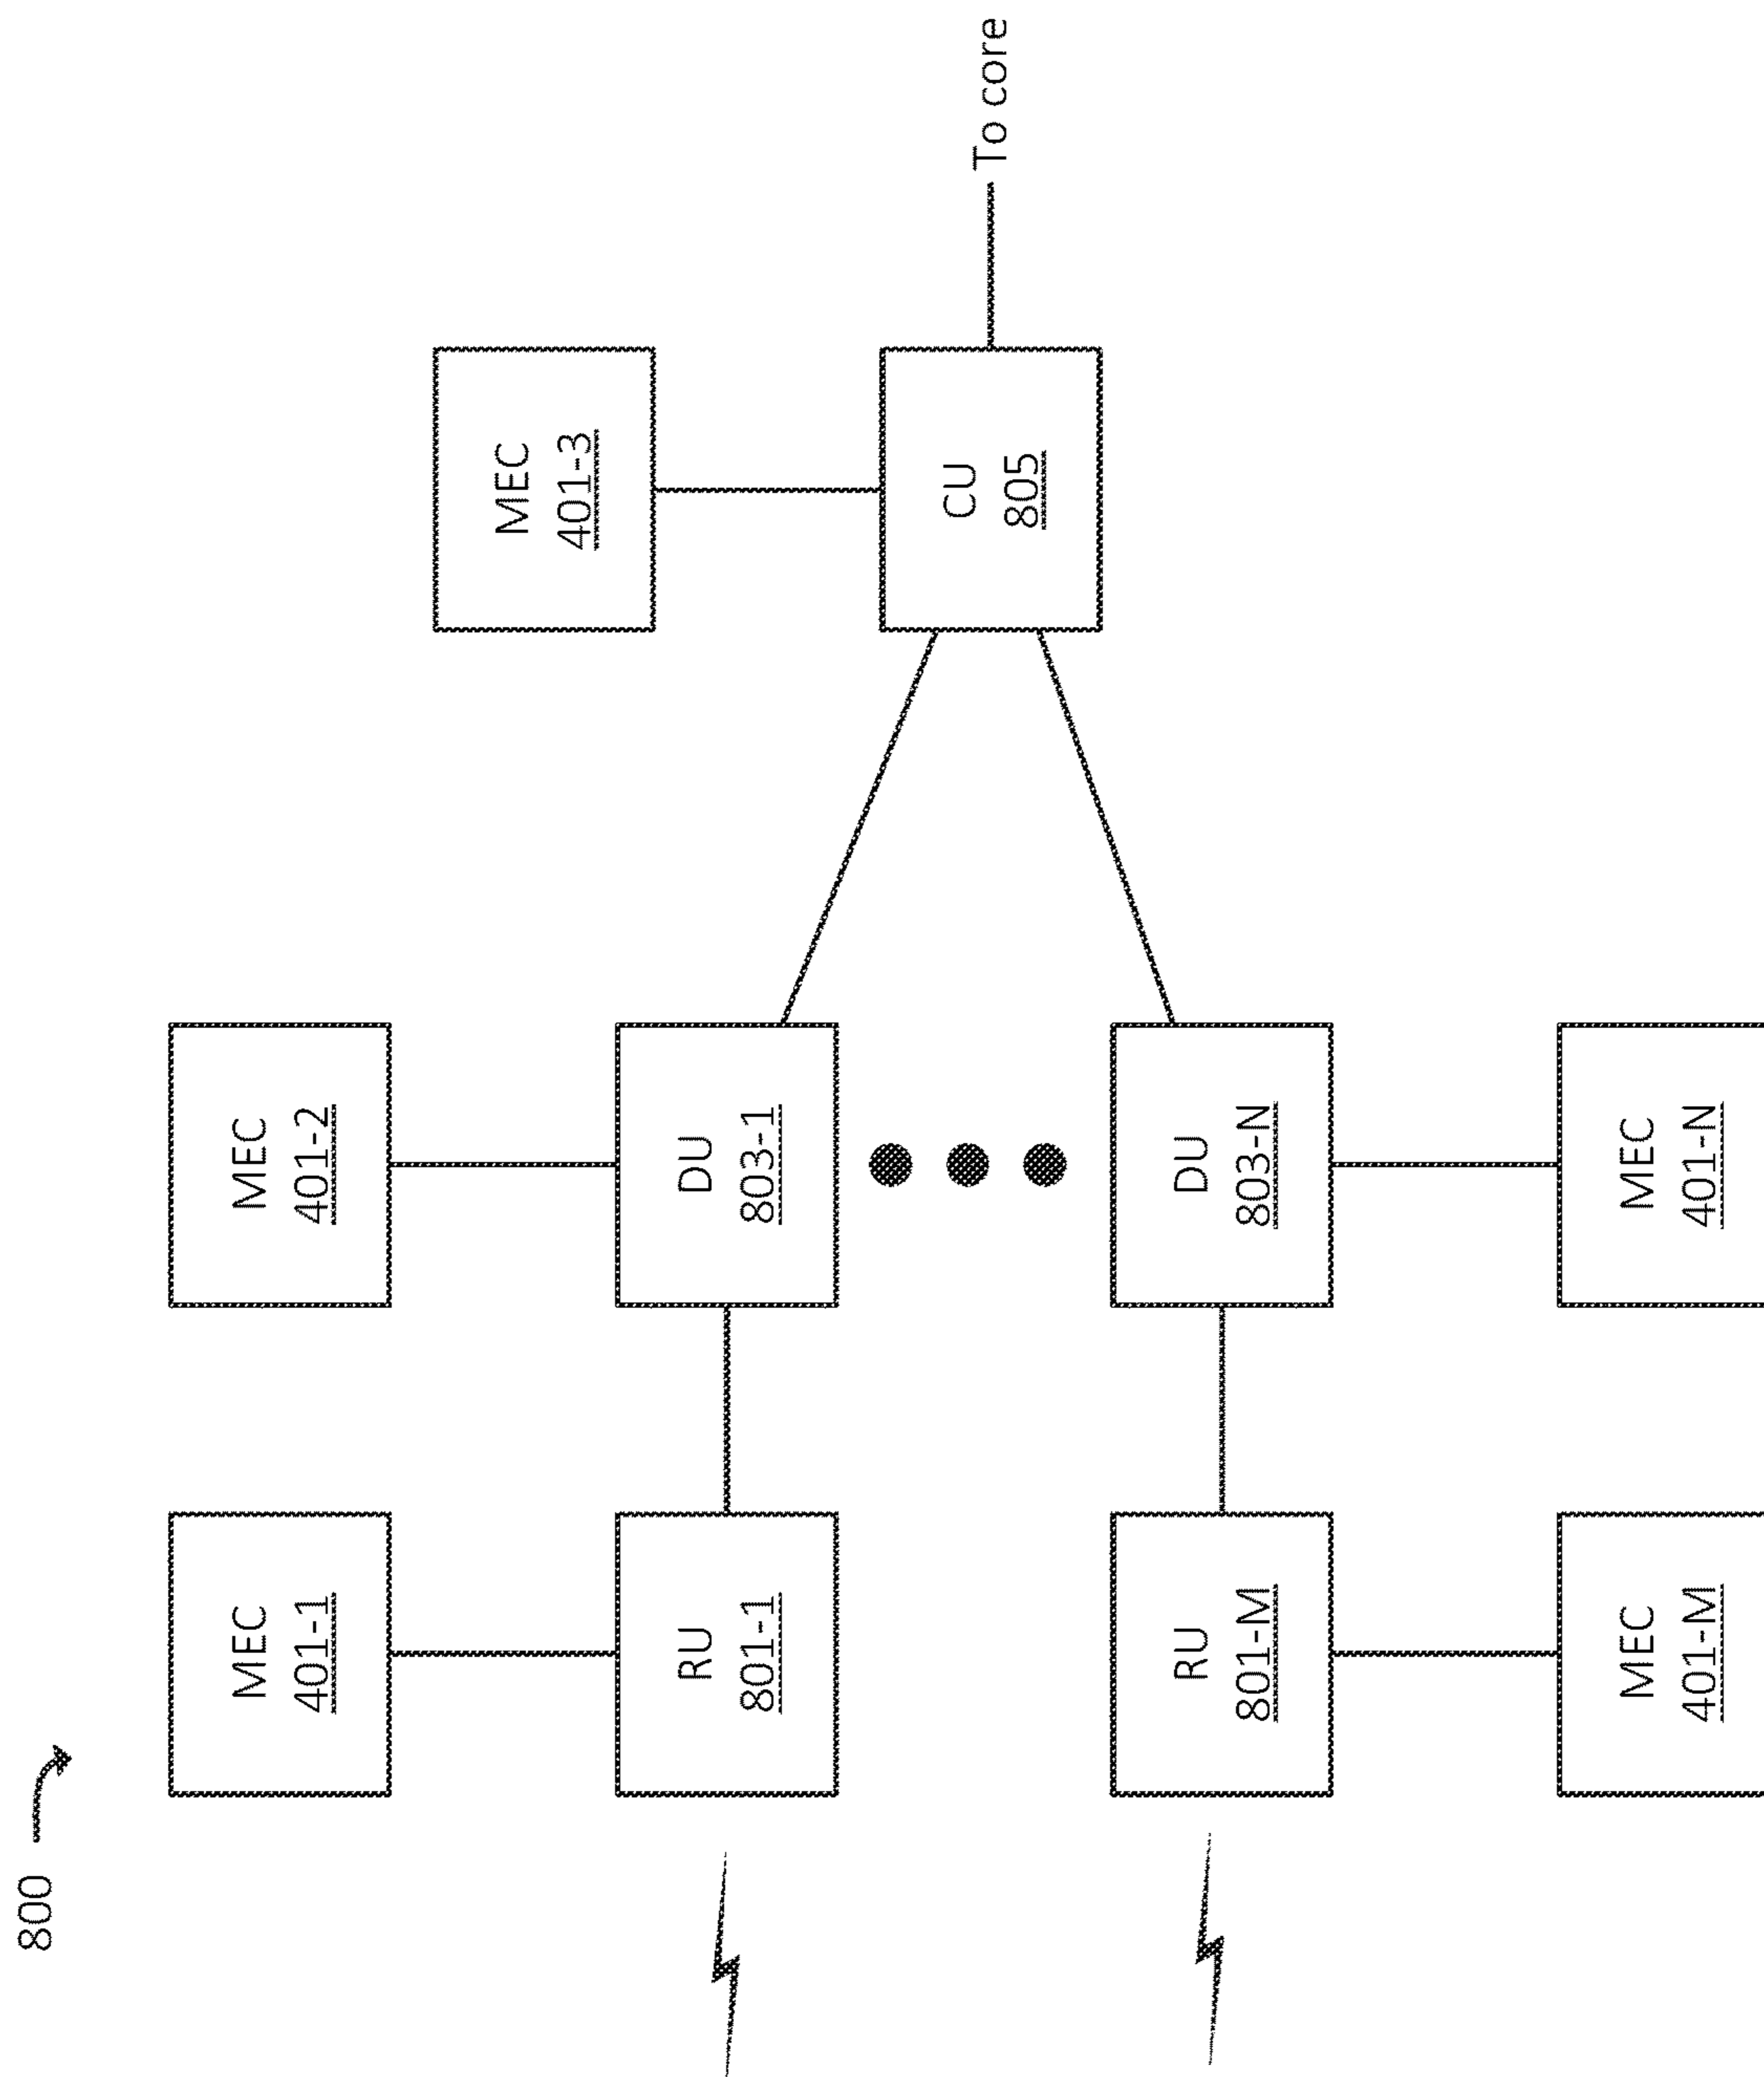 800
MEC
401-1
MEC
401-2
MEC
401-3
RU
801-1
DU
803-1
CU
805
To core
RU
801-M
DU
803-N
MEC
401-M
MEC
401-N